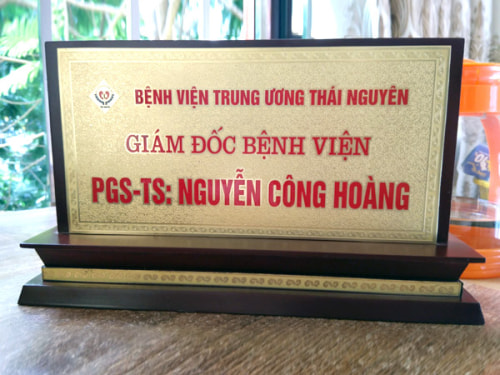 BỆNH VIỆN TRUNG ƯƠNG THÁI NGUYÊN
GIÁM ĐỐC BỆNH VIỆN
PGS-TS: NGUYỄN CÔNG HOÀNG